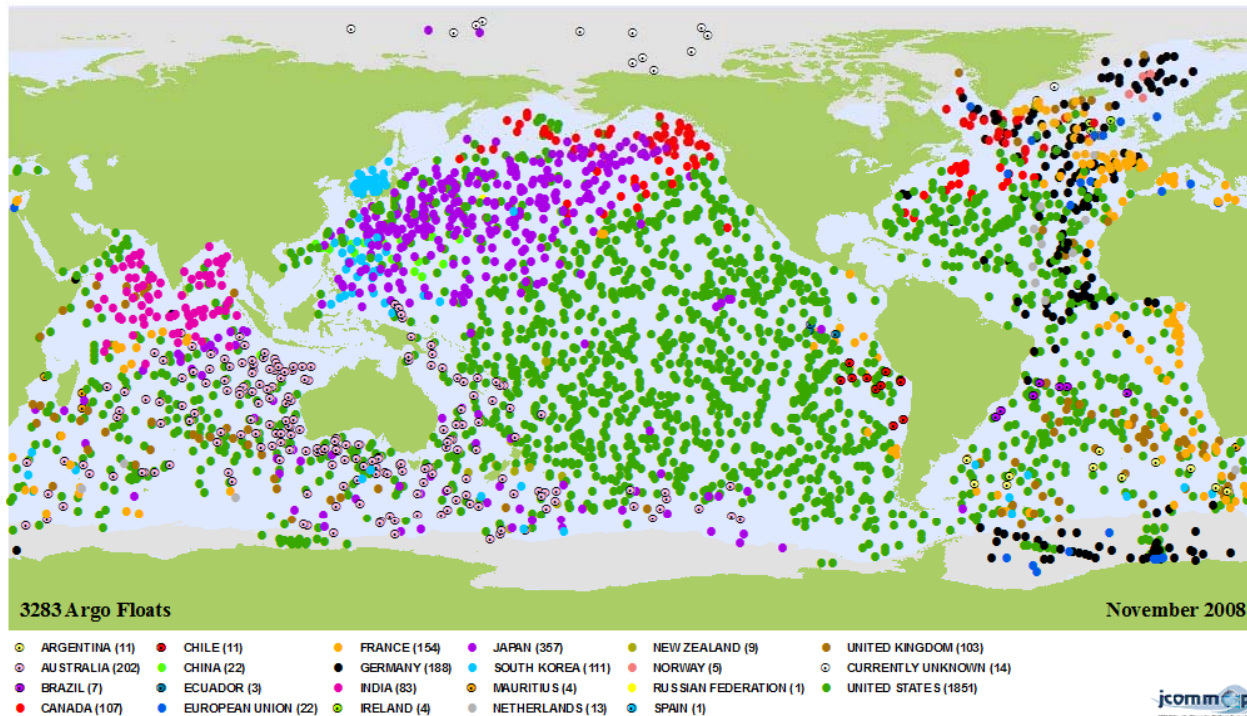 3283 Argo Floats November 2008
ARGENTINA (11) CHILE (11) FRANCE (154) JAPAN (357) NEW ZEALAND (9) UNITED KINGDOM (103)
AUSTRALIA (202) CHINA (22) GERMANY (188) SOUTH KOREA (111) NORWAY (5) CURRENTLY UNKNOWN (14)
BRAZIL (7) ECUADOR (3) INDIA (83) MAURITIUS (4) RUSSIAN FEDERATION (1) UNITED STATES (1851)
CANADA (107) EUROPEAN UNION (22) IRELAND (4) NETHERLANDS (13) SPAIN (1)